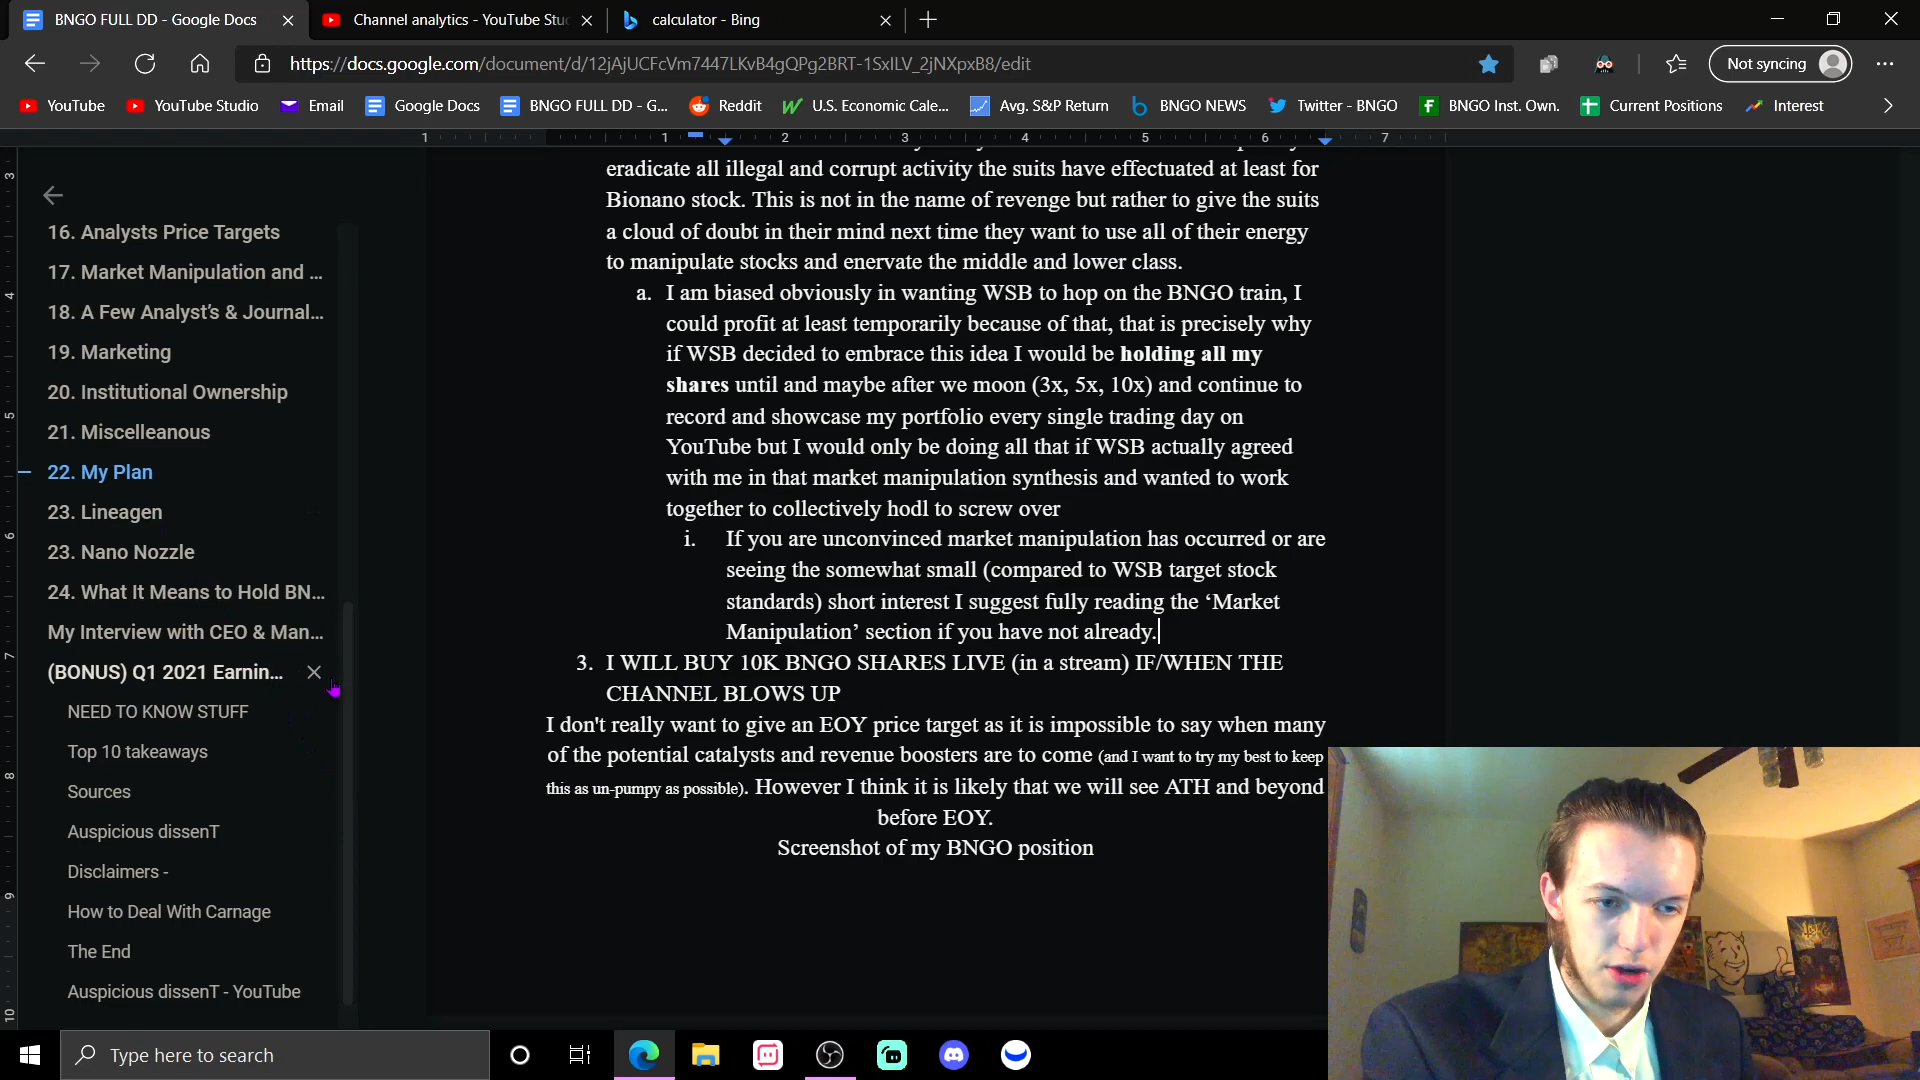 BNGO FULL DD - Google Docs
Channel analytics - YouTube Stu
calculator - Bing
https://docs.google.com/document/d/12jAjUCFcVm7447LKvB4gQPg2BRT-1SxILV_2jNXpxB8/edit
Not syncing
YouTube
YouTube Studio
Email
Google Docs
BNGO FULL DD - G...
Reddit
U.S. Economic Cale...
Avg. S&P Return
BNGO NEWS
Twitter - BNGO
BNGO Inst. Own.
Current Positions
Interest
1 1 2 3 4 5 6 7
3
4
5
6
7
8
9
10
16. Analysts Price Targets
17. Market Manipulation and ...
18. A Few Analyst's & Journal...
19. Marketing
20. Institutional Ownership
21. Miscelleanous
22. My Plan
23. Lineagen
23. Nano Nozzle
24. What It Means to Hold BN...
My Interview with CEO & Man...
(BONUS) Q1 2021 Earnin...
NEED TO KNOW STUFF
Top 10 takeaways
Sources
Auspicious dissenT
Disclaimers -
How to Deal With Carnage
The End
Auspicious dissenT - YouTube
eradicate all illegal and corrupt activity the suits have effectuated at least for
Bionano stock. This is not in the name of revenge but rather to give the suits
a cloud of doubt in their mind next time they want to use all of their energy
to manipulate stocks and enervate the middle and lower class.
a. I am biased obviously in wanting WSB to hop on the BNGO train, I
could profit at least temporarily because of that, that is precisely why
if WSB decided to embrace this idea I would be holding all my
shares until and maybe after we moon (3x, 5x, 10x) and continue to
record and showcase my portfolio every single trading day on
YouTube but I would only be doing all that if WSB actually agreed
with me in that market manipulation synthesis and wanted to work
together to collectively hodl to screw over
i. If you are unconvinced market manipulation has occurred or are
seeing the somewhat small (compared to WSB target stock
standards) short interest I suggest fully reading the ‘Market
Manipulation’ section if you have not already.
3. I WILL BUY 10K BNGO SHARES LIVE (in a stream) IF/WHEN THE
CHANNEL BLOWS UP
I don't really want to give an EOY price target as it is impossible to say when many
of the potential catalysts and revenue boosters are to come (and I want to try my best to keep
this as un-pumpy as possible). However I think it is likely that we will see ATH and beyond
before EOY.
Screenshot of my BNGO position
Type here to search